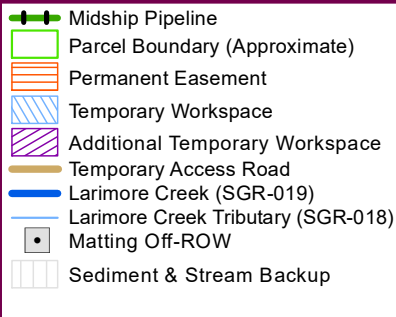 Midship Pipeline
Parcel Boundary (Approximate)
Permanent Easement
Temporary Workspace
Additional Temporary Workspace
Temporary Access Road
Larimore Creek (SGR-019)
Larimore Creek Tributary (SGR-018)
Matting Off-ROW
Sediment & Stream Backup